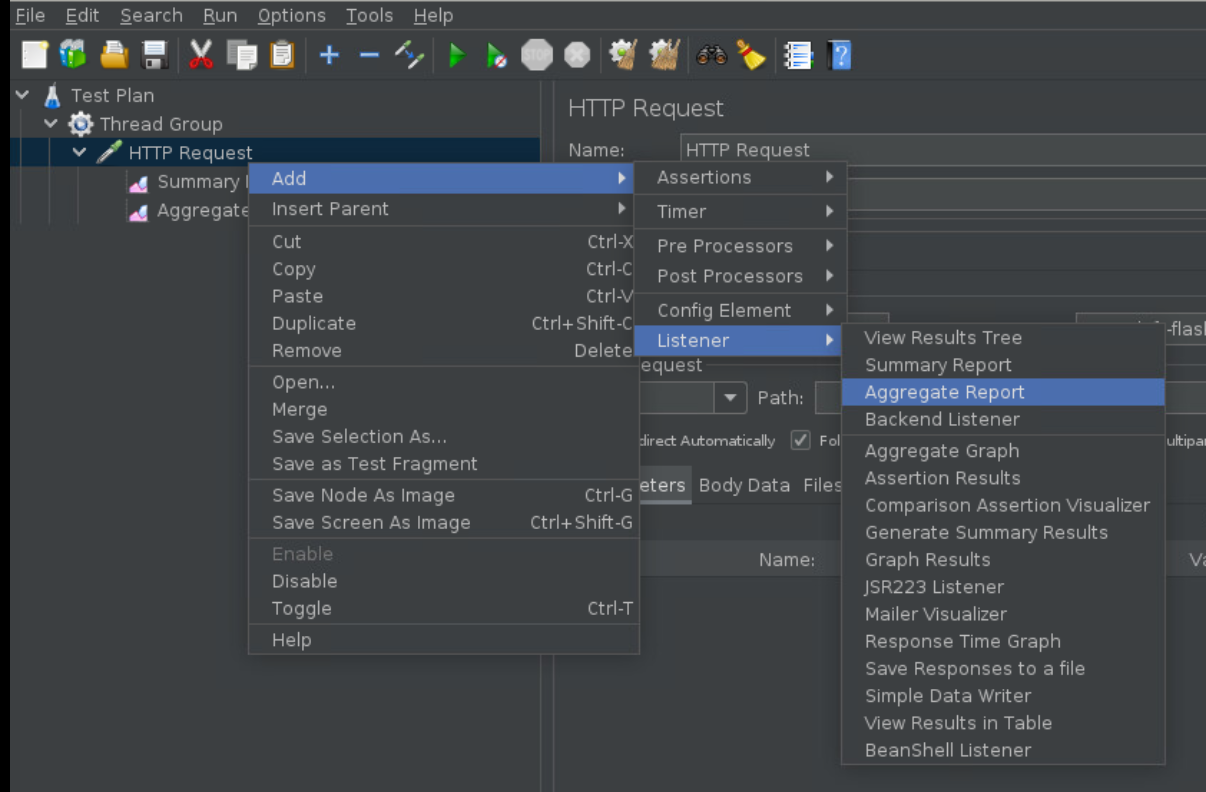 File Edit Search Run Options Tools Help
STOP
Test Plan
Thread Group
HTTP Request
Summary
Aggregate
HTTP Request
Name: HTTP Request
Add
Insert Parent
Cut Ctrl-X
Copy Ctrl-C
Paste Ctrl-V
Duplicate Ctrl+Shift-C
Remove Delete
Open...
Merge
Save Selection As...
Save as Test Fragment
Save Node As Image Ctrl-G
Save Screen As Image Ctrl+Shift-G
Enable
Disable
Toggle Ctrl-T
Help
Assertions
Timer
Pre Processors
Post Processors
Config Element
Listener
-flas
equest
Path:
direct Automatically Fol
ultipar
eters Body Data Files
Name: Va
View Results Tree
Summary Report
Aggregate Report
Backend Listener
Aggregate Graph
Assertion Results
Comparison Assertion Visualizer
Generate Summary Results
Graph Results
JSR223 Listener
Mailer Visualizer
Response Time Graph
Save Responses to a file
Simple Data Writer
View Results in Table
BeanShell Listener